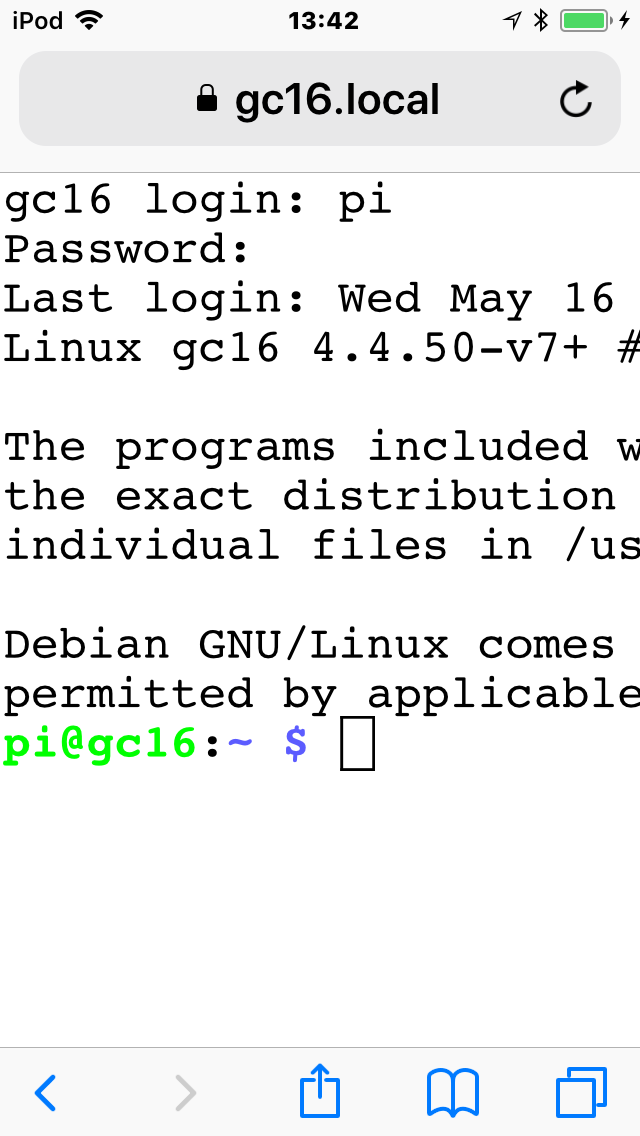 iPod 13:42
gc16.local
gc16 login: pi
Password:
Last login: Wed May 16
Linux gc16 4.4.50-v7+ #
The programs included w
the exact distribution
individual files in /us
Debian GNU/Linux comes
permitted by applicable
pi@gc16:~ $